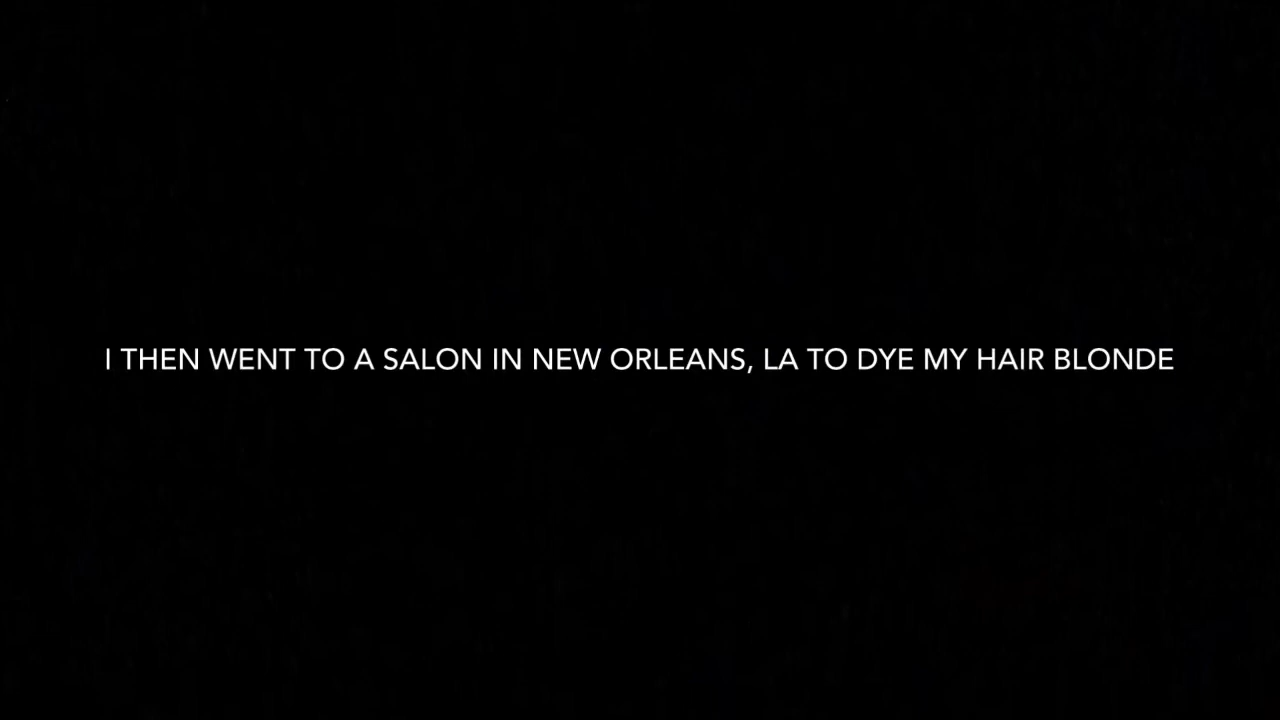 I THEN WENT TO A SALON IN NEW ORLEANS, LA TO DYE MY HAIR BLONDE